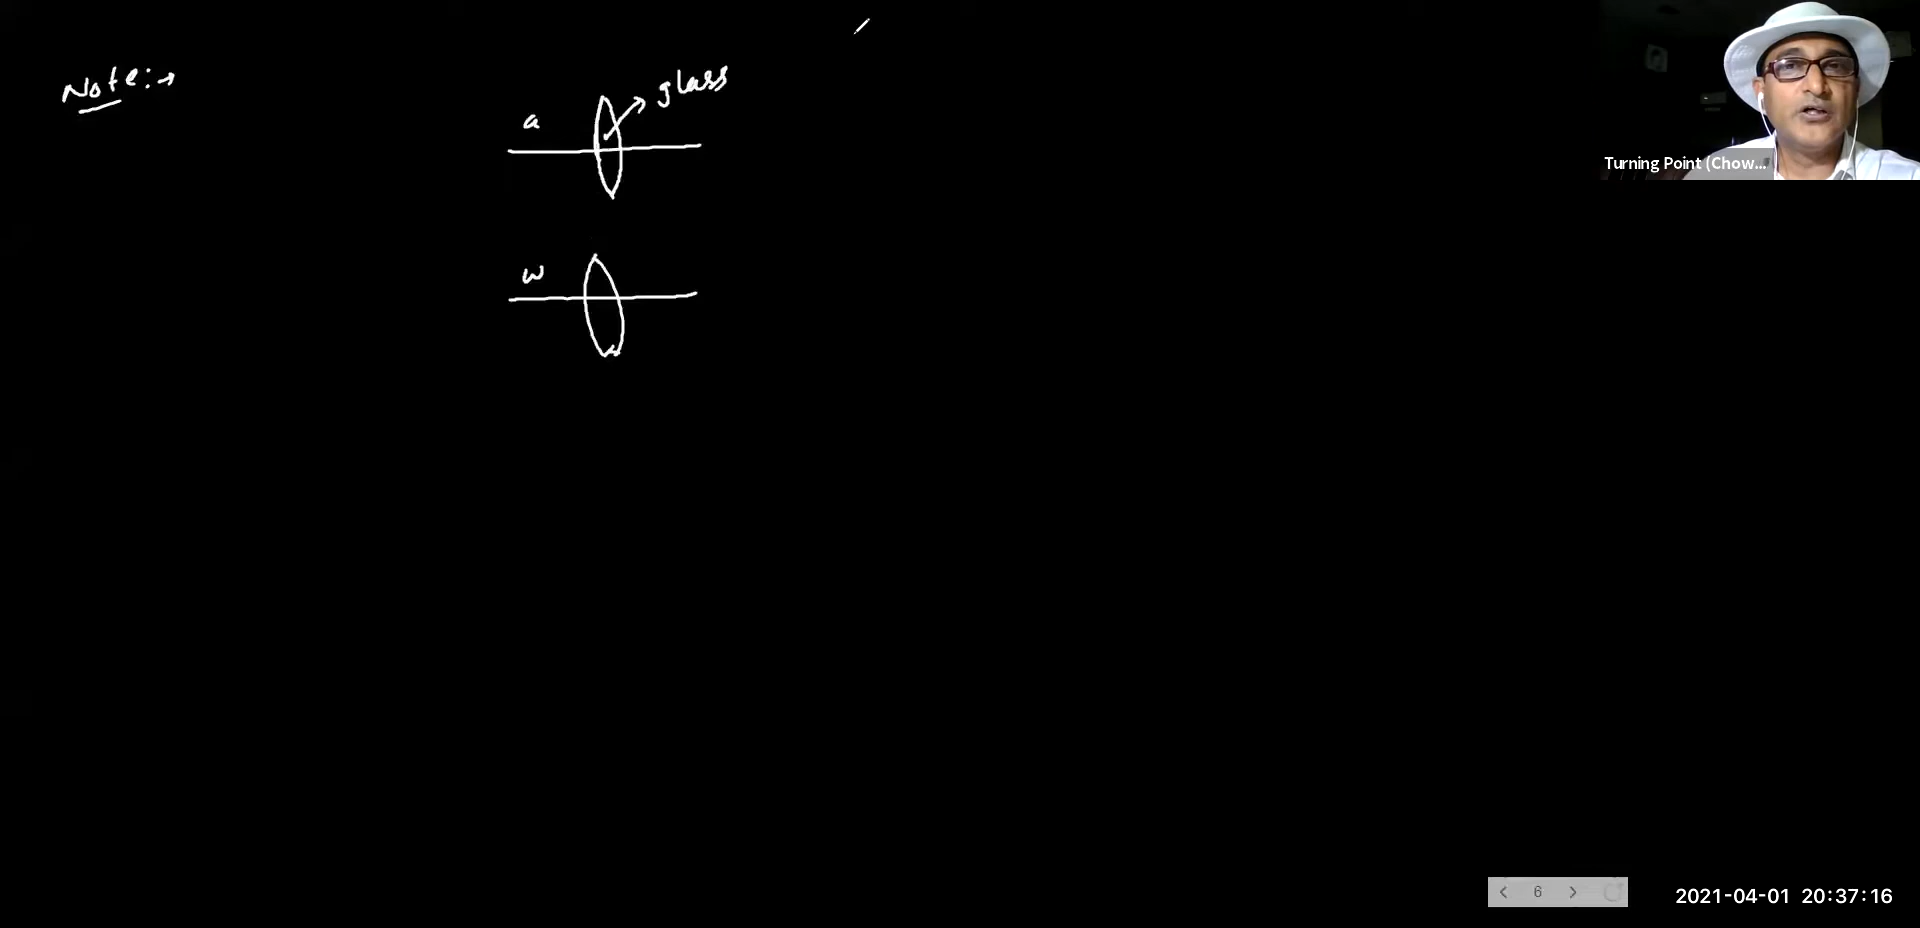 Note:→
glass
a
w
Turning Point (Chow...
6
2021-04-01 20:37:16